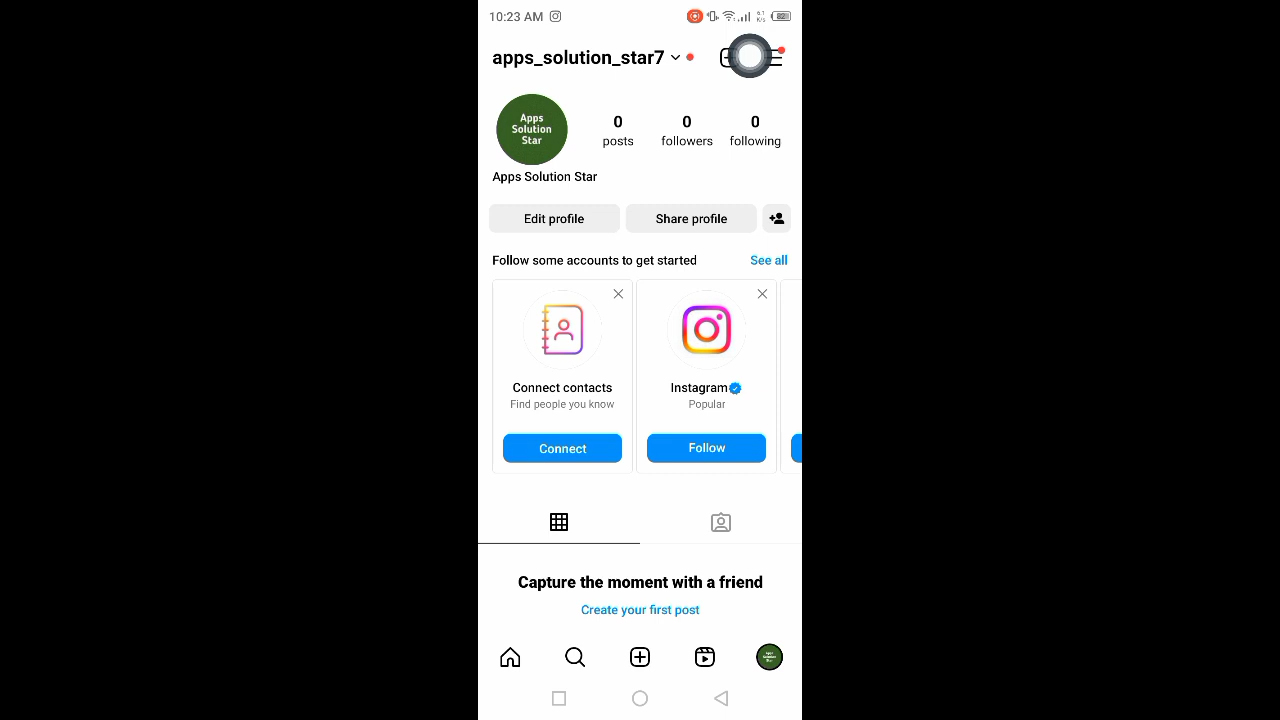 10:23 AM
apps_solution_star7
Apps
Solution
Star
0 0 0
posts followers following
Apps Solution Star
Edit profile Share profile
Follow some accounts to get started See all
Connect contacts Instagram
Find people you know Popular
Connect Follow
Capture the moment with a friend
Create your first post